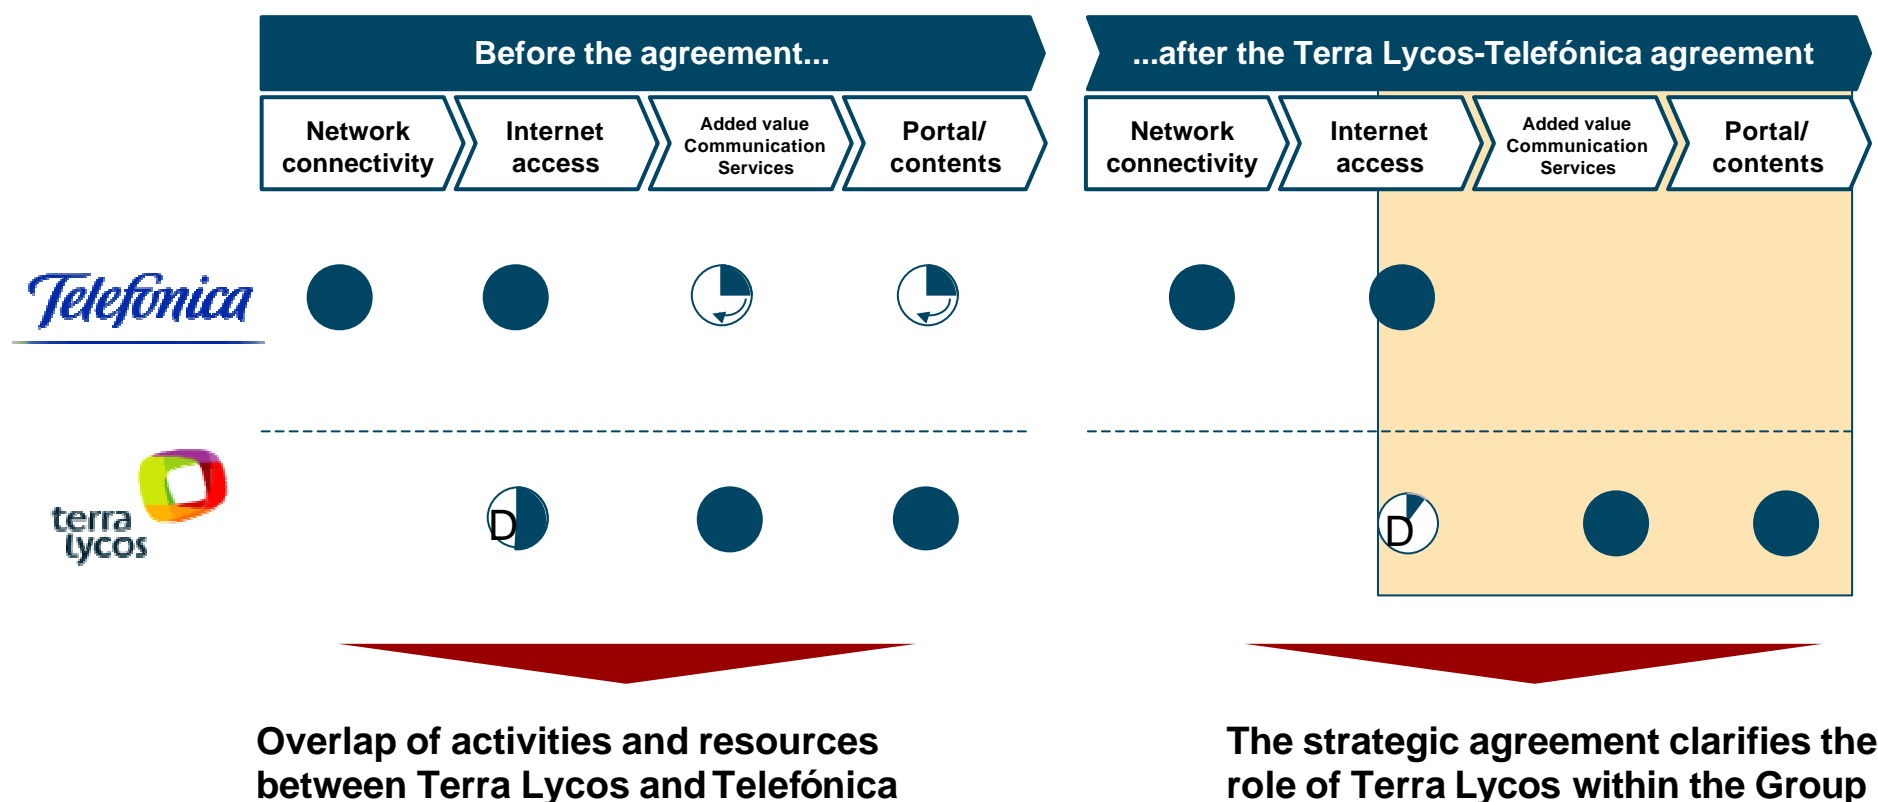 Before the agreement...
...after the Terra Lycos-Telefónica agreement
Network
connectivity
Internet
access
Added value
Communication
Services
Portal/
contents
Network
connectivity
Internet
access
Added value
Communication
Services
Portal/
contents
Telefónica
terra
lycos
D
D
Overlap of activities and resources
between Terra Lycos and Telefónica
The strategic agreement clarifies the
role of Terra Lycos within the Group